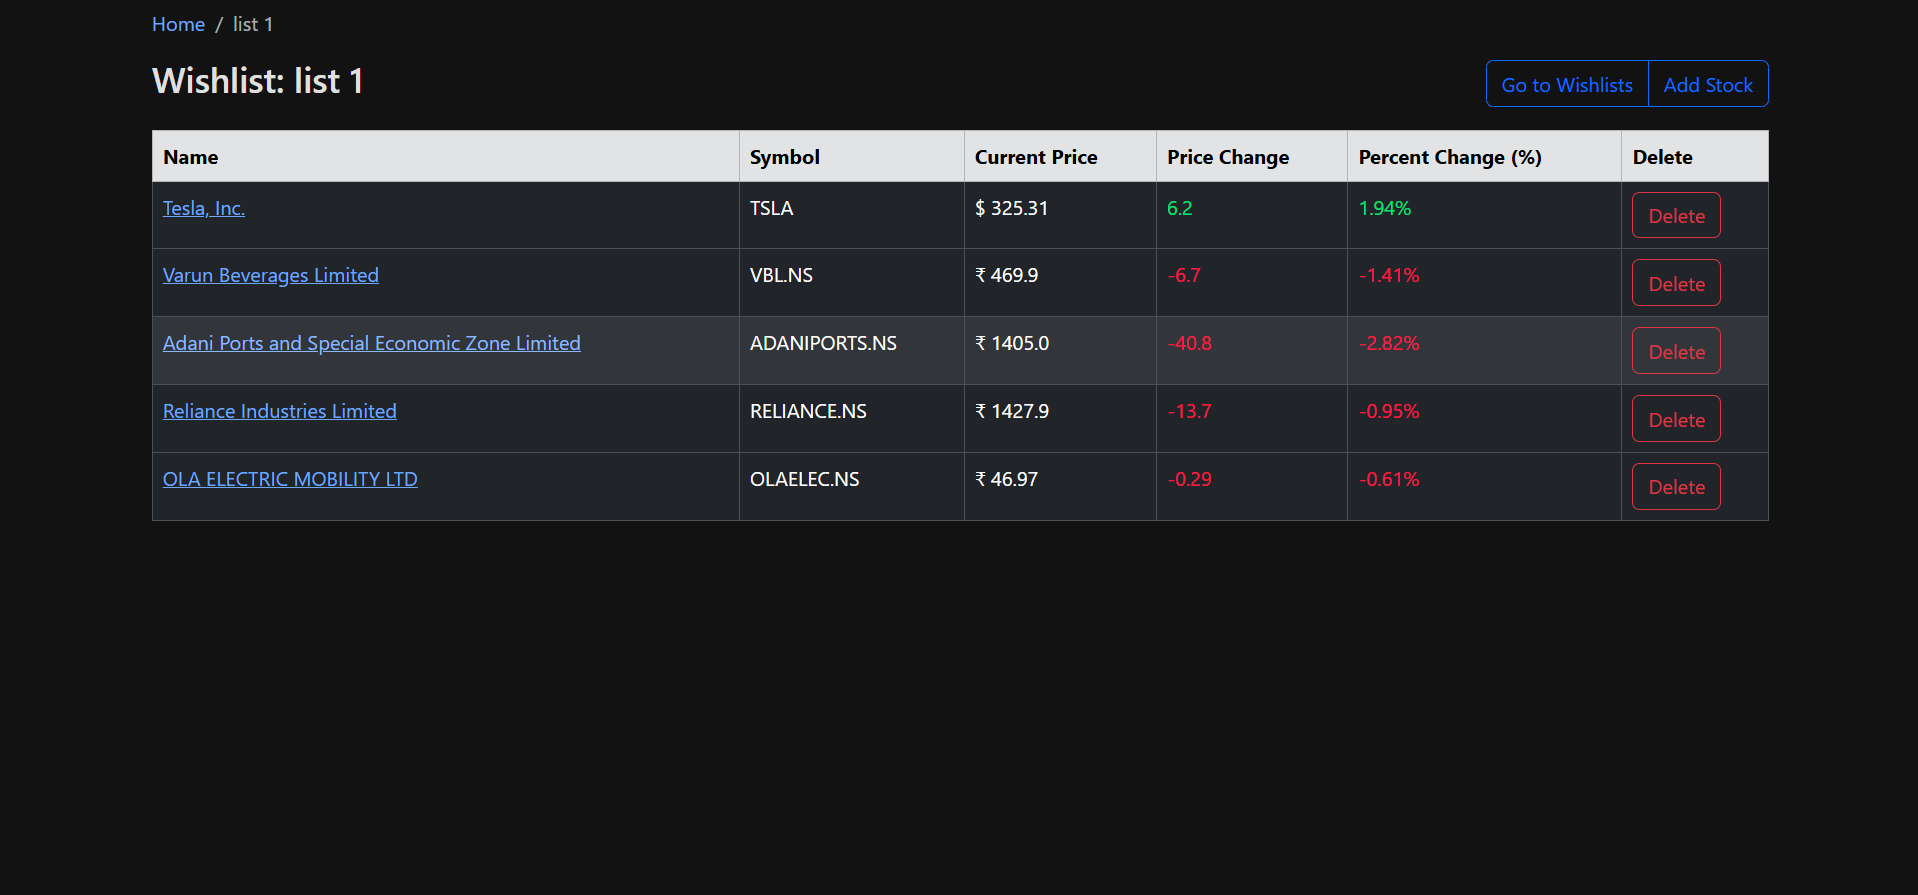 Home / list 1
Wishlist: list 1
Go to Wishlists Add Stock
Name Symbol Current Price Price Change Percent Change (%) Delete
Tesla, Inc. TSLA $ 325.31 6.2 1.94% Delete
Varun Beverages Limited VBL.NS ₹ 469.9 -6.7 -1.41% Delete
Adani Ports and Special Economic Zone Limited ADANIPORTS.NS ₹ 1405.0 -40.8 -2.82% Delete
Reliance Industries Limited RELIANCE.NS ₹ 1427.9 -13.7 -0.95% Delete
OLA ELECTRIC MOBILITY LTD OLAELEC.NS ₹ 46.97 -0.29 -0.61% Delete